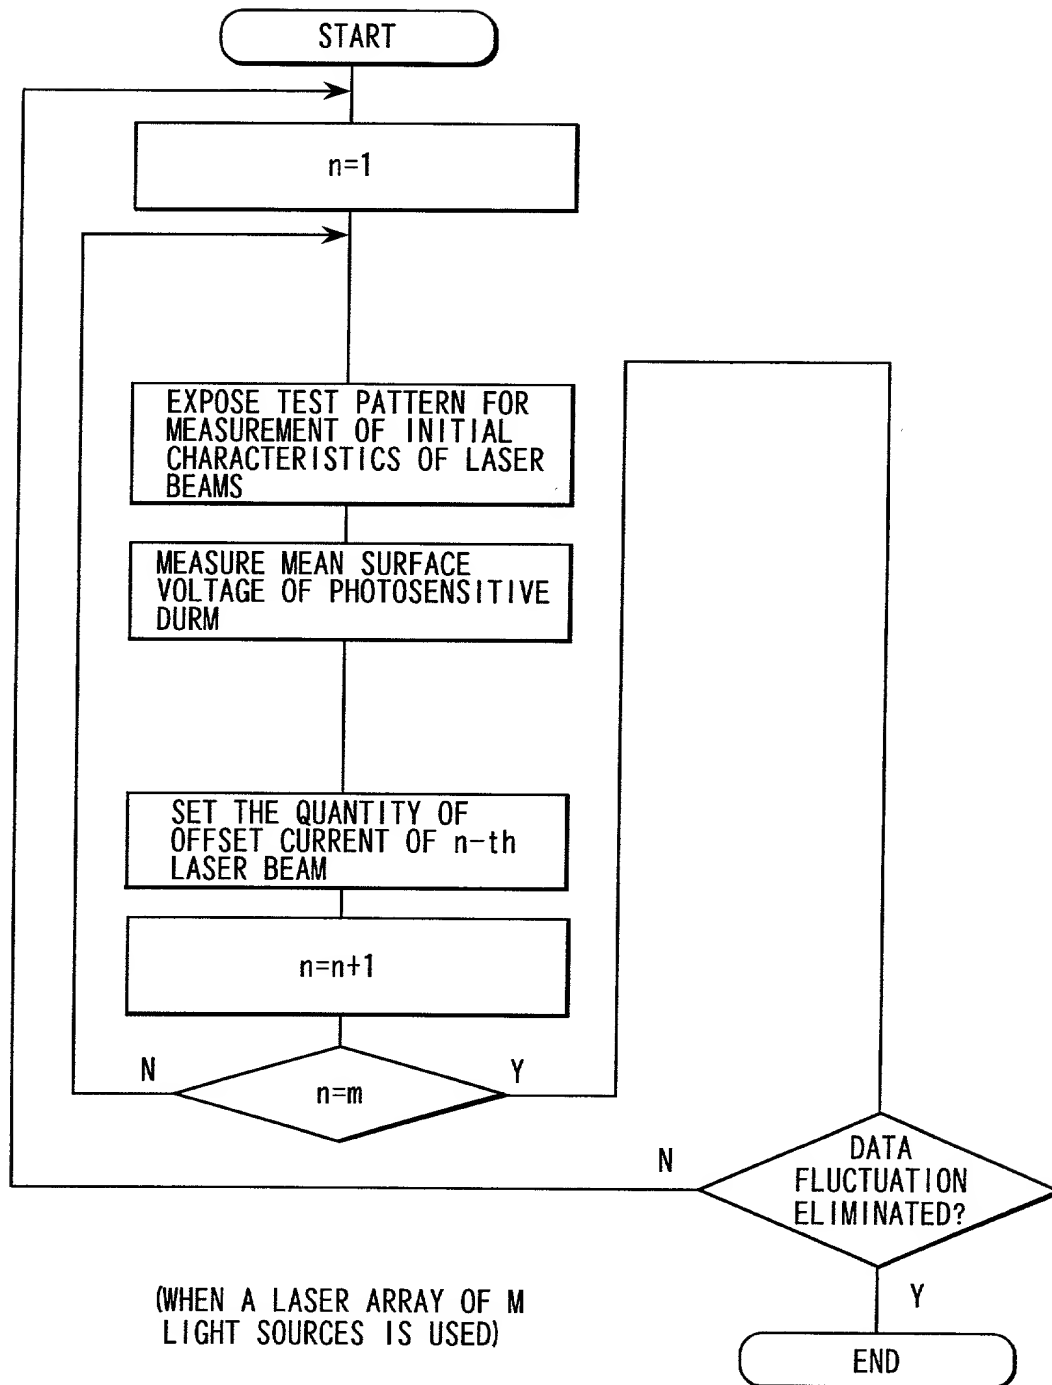 START
n=1
EXPOSE TEST PATTERN FOR
MEASUREMENT OF INITIAL
CHARACTERISTICS OF LASER
BEAMS
MEASURE MEAN SURFACE
VOLTAGE OF PHOTOSENSITIVE
DURM
SET THE QUANTITY OF
OFFSET CURRENT OF n-th
LASER BEAM
n=n+1
N
n=m
Y
N
DATA
FLUCTUATION
ELIMINATED?
Y
END
(WHEN A LASER ARRAY OF M
LIGHT SOURCES IS USED)